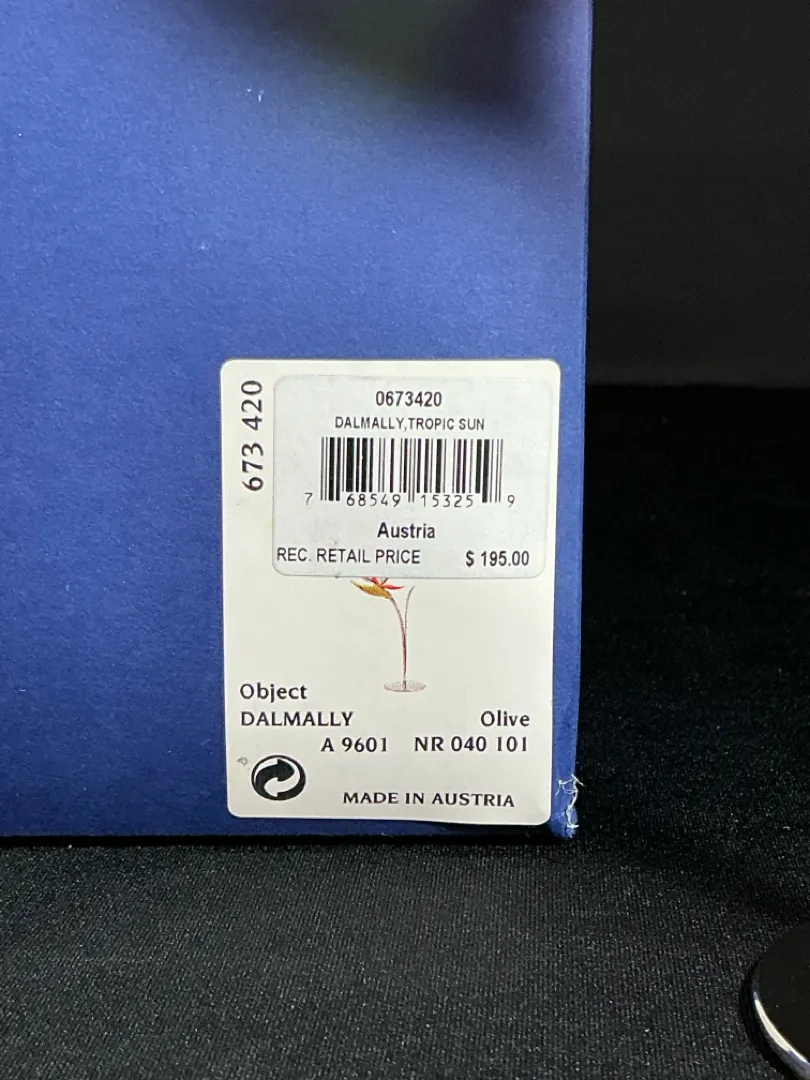 673 420
0673420
DALMALLY,TROPIC SUN
7 68549 15325 9
Austria
REC. RETAIL PRICE $ 195.00
Object
DALMALLY Olive
A 9601 NR 040 101
MADE IN AUSTRIA